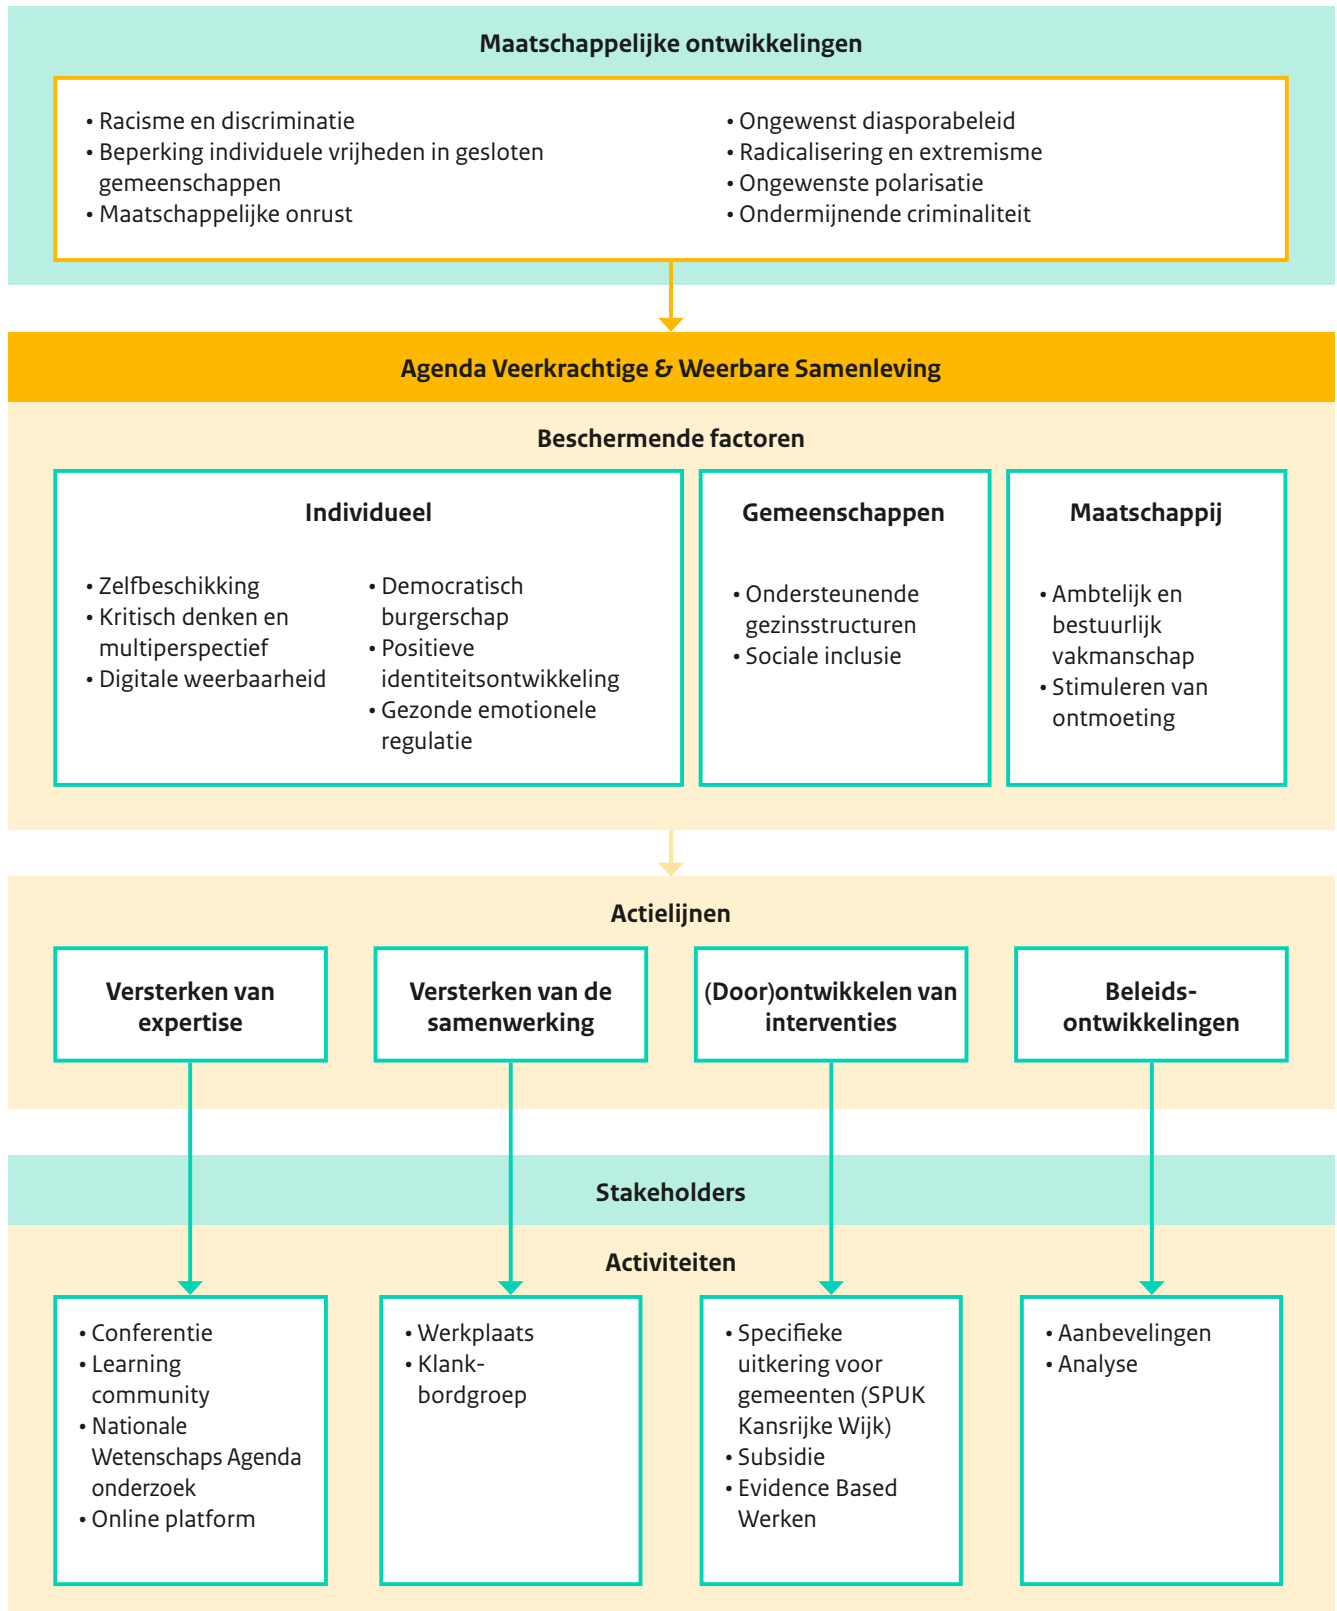 Maatschappelijke ontwikkelingen
• Racisme en discriminatie
• Beperking individuele vrijheden in gesloten
gemeenschappen
• Maatschappelijke onrust
• Ongewenst diasporabeleid
• Radicalisering en extremisme
• Ongewenste polarisatie
• Ondermijnende criminaliteit
Agenda Veerkrachtige & Weerbare Samenleving
Beschermende factoren
Individueel
• Zelfbeschikking
• Kritisch denken en
multiperspectief
• Digitale weerbaarheid
• Democratisch
burgerschap
• Positieve
identiteitsontwikkeling
• Gezonde emotionele
regulatie
Gemeenschappen
• Ondersteunende
gezinsstructuren
• Sociale inclusie
Maatschappij
• Ambtelijk en
bestuurlijk
vakmanschap
• Stimuleren van
ontmoeting
Actielijnen
Versterken van
expertise
Versterken van de
samenwerking
(Door)ontwikkelen van
interventies
Beleids-
ontwikkelingen
Stakeholders
Activiteiten
• Conferentie
• Learning
community
• Nationale
Wetenschaps Agenda
onderzoek
• Online platform
• Werkplaats
• Klank-
bordgroep
• Specifieke
uitkering voor
gemeenten (SPUK
Kansrijke Wijk)
• Subsidie
• Evidence Based
Werken
• Aanbevelingen
• Analyse